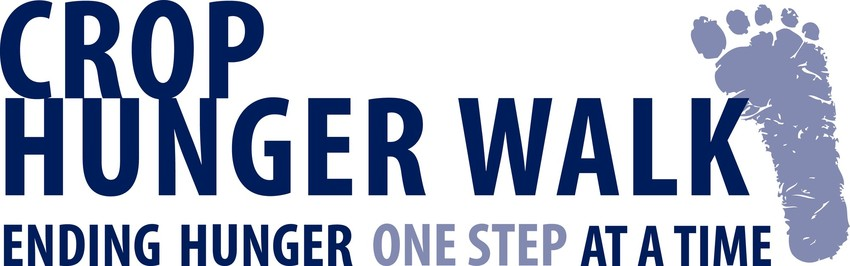 CROP
HUNGER WALK
ENDING HUNGER ONE STEP AT A TIME